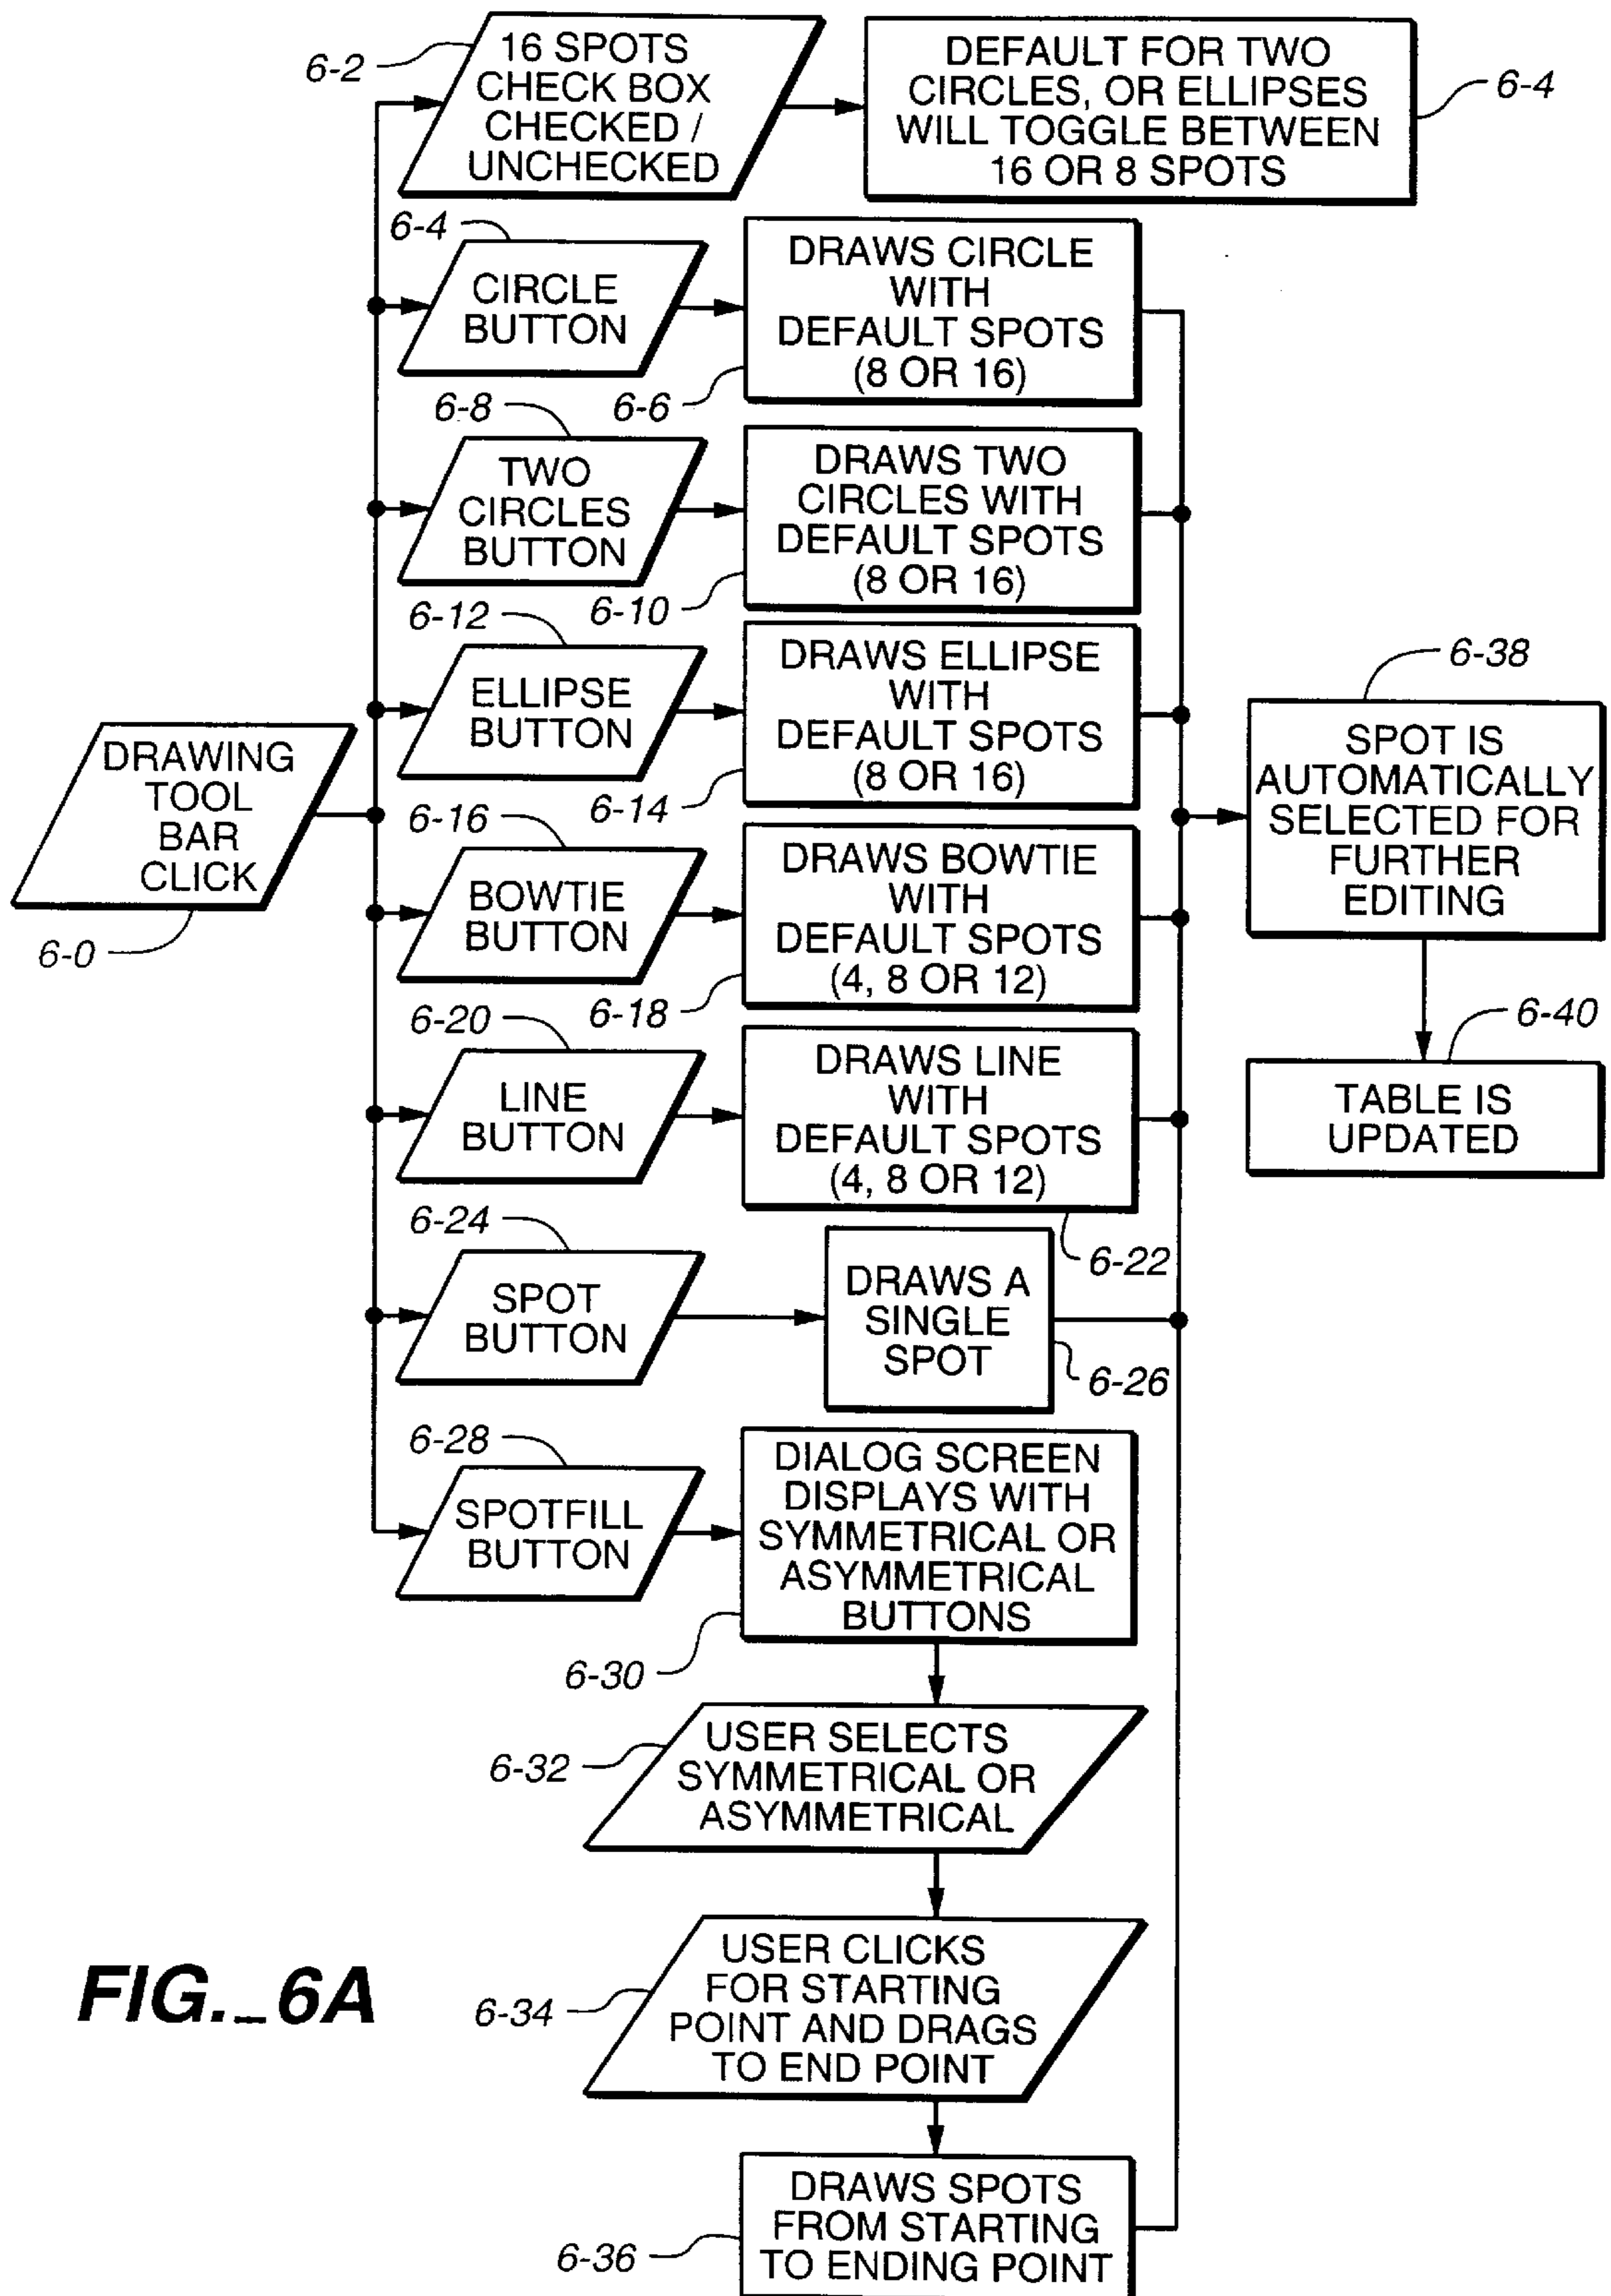 6-2
16 SPOTS
CHECK BOX
CHECKED /
UNCHECKED
DEFAULT FOR TWO
CIRCLES, OR ELLIPSES
WILL TOGGLE BETWEEN
16 OR 8 SPOTS
6-4
6-4
CIRCLE
BUTTON
DRAWS CIRCLE
WITH
DEFAULT SPOTS
(8 OR 16)
6-6
6-8
TWO
CIRCLES
BUTTON
DRAWS TWO
CIRCLES WITH
DEFAULT SPOTS
(8 OR 16)
6-10
6-12
ELLIPSE
BUTTON
DRAWS ELLIPSE
WITH
DEFAULT SPOTS
(8 OR 16)
6-14
DRAWING
TOOL
BAR
CLICK
6-0
6-16
BOWTIE
BUTTON
DRAWS BOWTIE
WITH
DEFAULT SPOTS
(4, 8 OR 12)
6-18
6-38
SPOT IS
AUTOMATICALLY
SELECTED FOR
FURTHER
EDITING
6-40
TABLE IS
UPDATED
6-20
LINE
BUTTON
DRAWS LINE
WITH
DEFAULT SPOTS
(4, 8 OR 12)
6-22
6-24
SPOT
BUTTON
DRAWS A
SINGLE
SPOT
6-26
6-28
SPOTFILL
BUTTON
DIALOG SCREEN
DISPLAYS WITH
SYMMETRICAL OR
ASYMMETRICAL
BUTTONS
6-30
USER SELECTS
SYMMETRICAL OR
ASYMMETRICAL
6-32
USER CLICKS
FOR STARTING
POINT AND DRAGS
TO END POINT
6-34
DRAWS SPOTS
FROM STARTING
TO ENDING POINT
6-36
FIG._6A